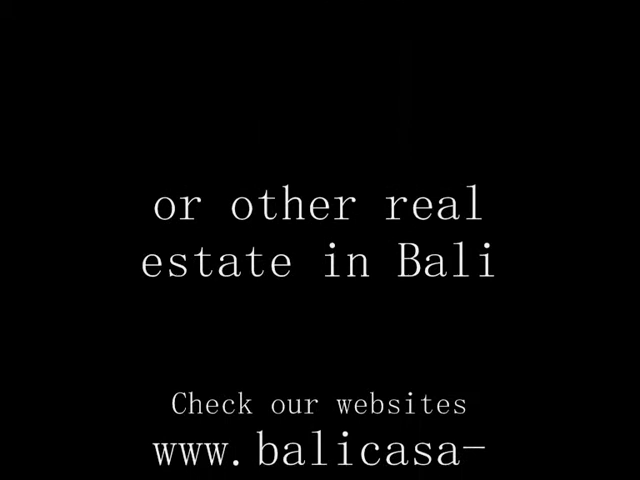 or other real
estate in Bali
Check our websites
www.balicasa-